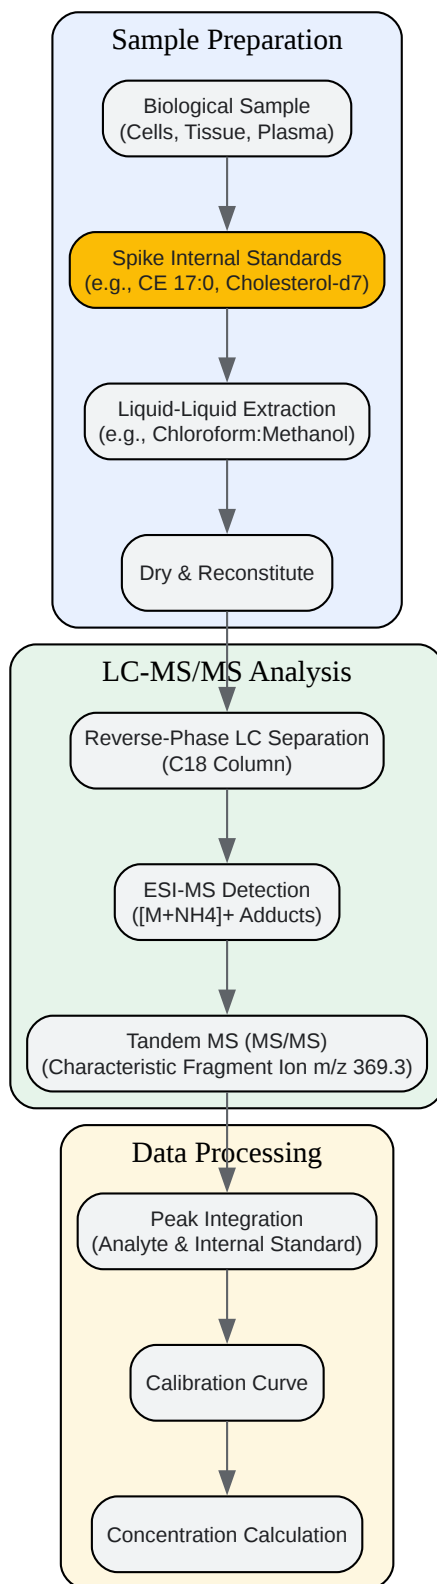 Sample Preparation
Biological Sample
(Cells, Tissue, Plasma)
Spike Internal Standards
(e.g., CE 17:0, Cholesterol-d7)
Liquid-Liquid Extraction
(e.g., Chloroform:Methanol)
Dry & Reconstitute
LC-MS/MS Analysis
Reverse-Phase LC Separation
(C18 Column)
ESI-MS Detection
([M+NH4]+ Adducts)
Tandem MS (MS/MS)
(Characteristic Fragment Ion m/z 369.3)
Data Processing
Peak Integration
(Analyte & Internal Standard)
Calibration Curve
Concentration Calculation